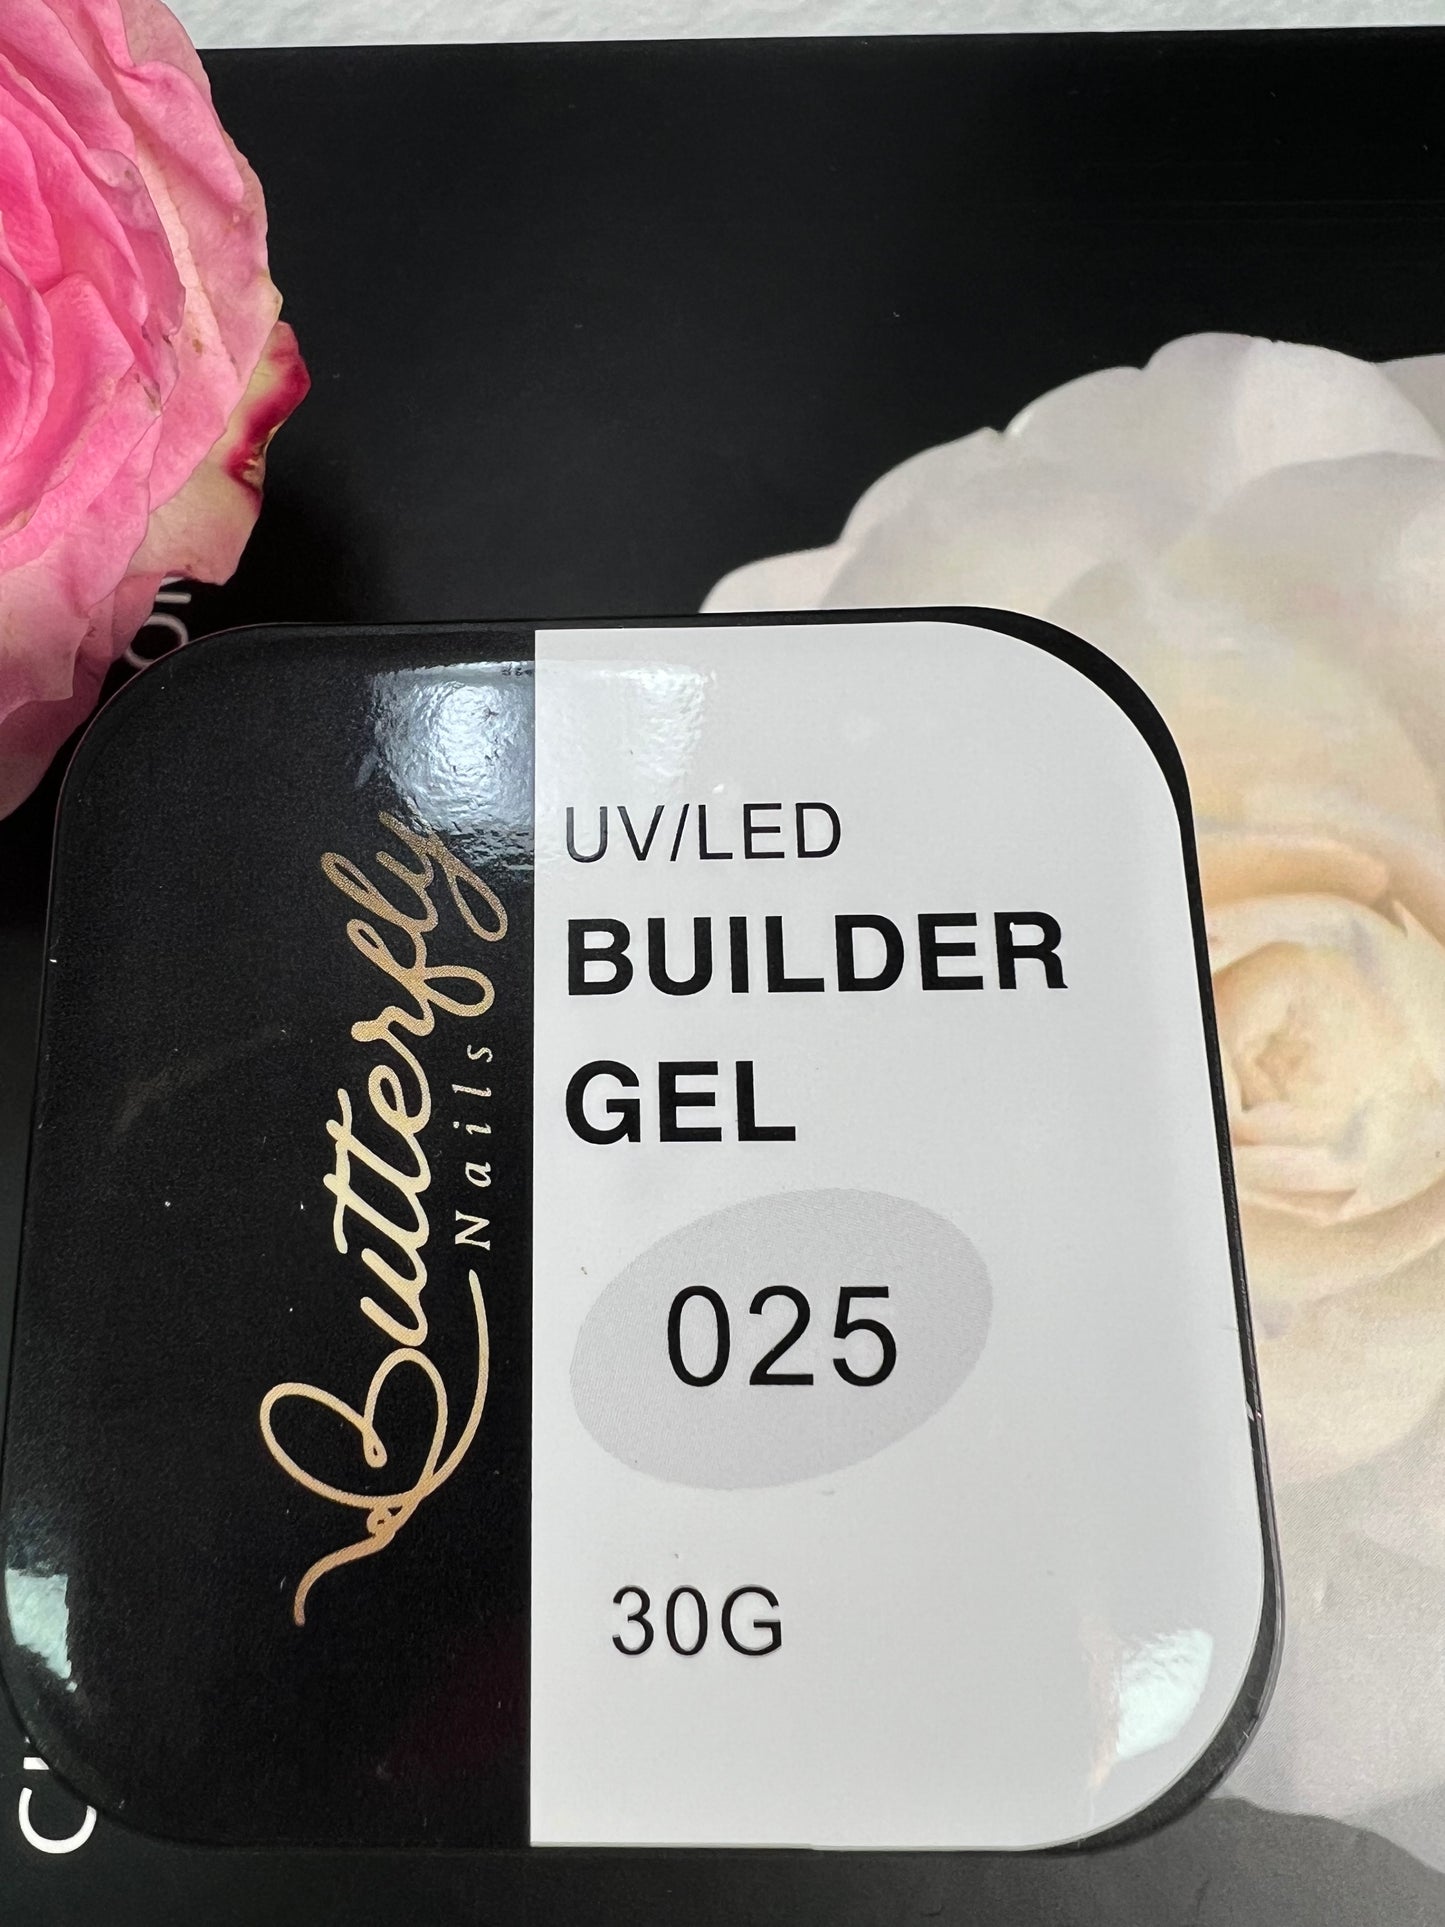 Butterfly
Nails
UV/LED
BUILDER
GEL
025
30G